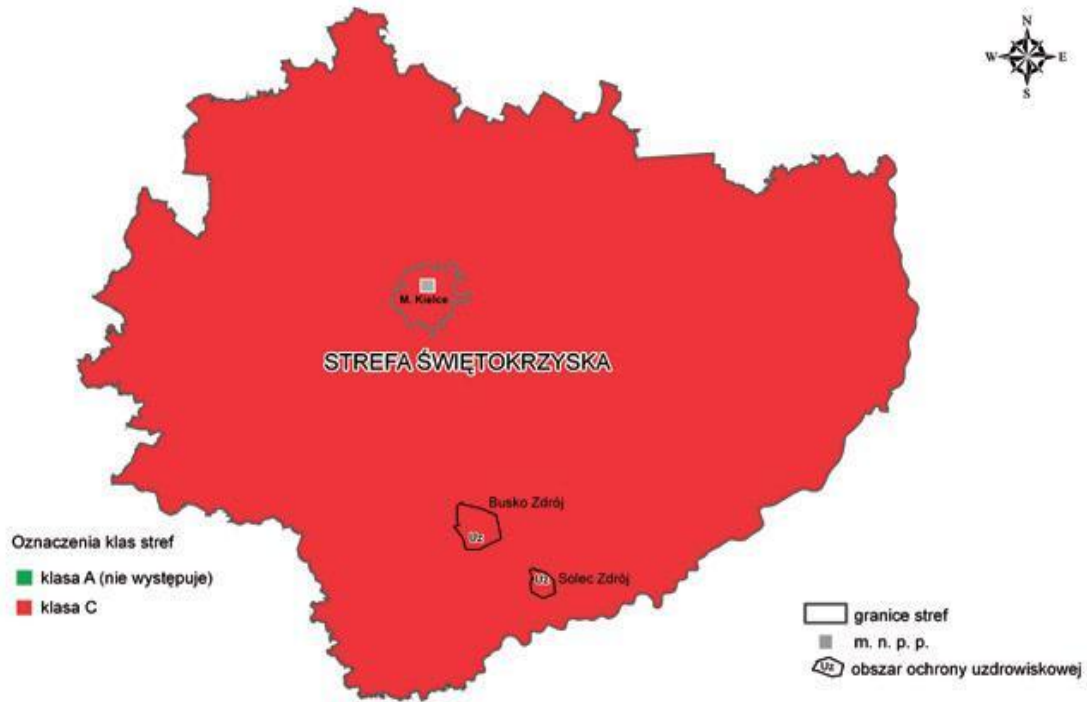 N
W E
S
M. Kielce
STREFA ŚWIĘTOKRZYSKA
Busko Zdrój
Uz
Uz
Solec Zdrój
Oznaczenia klas stref
klasa A (nie występuje)
klasa C
granice stref
m. n. p. p.
Uz obszar ochrony uzdrowiskowej